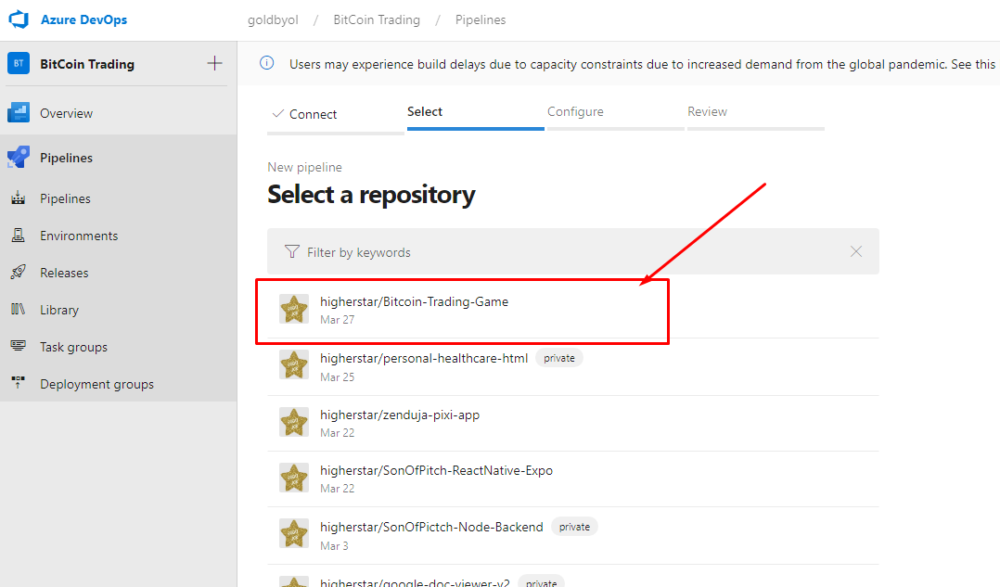 Azure DevOps
goldbyol / BitCoin Trading / Pipelines
BT BitCoin Trading
Users may experience build delays due to capacity constraints due to increased demand from the global pandemic. See this
Overview
Pipelines
Pipelines
Environments
Releases
Library
Task groups
Deployment groups
Connect
Select
Configure
Review
New pipeline
Select a repository
Filter by keywords
higherstar/Bitcoin-Trading-Game
Mar 27
higherstar/personal-healthcare-html private
Mar 25
higherstar/zenduja-pixi-app
Mar 22
higherstar/SonOfPitch-ReactNative-Expo
Mar 22
higherstar/SonOfPictch-Node-Backend private
Mar 3
higherstar/google-doc-viewer-v2 private